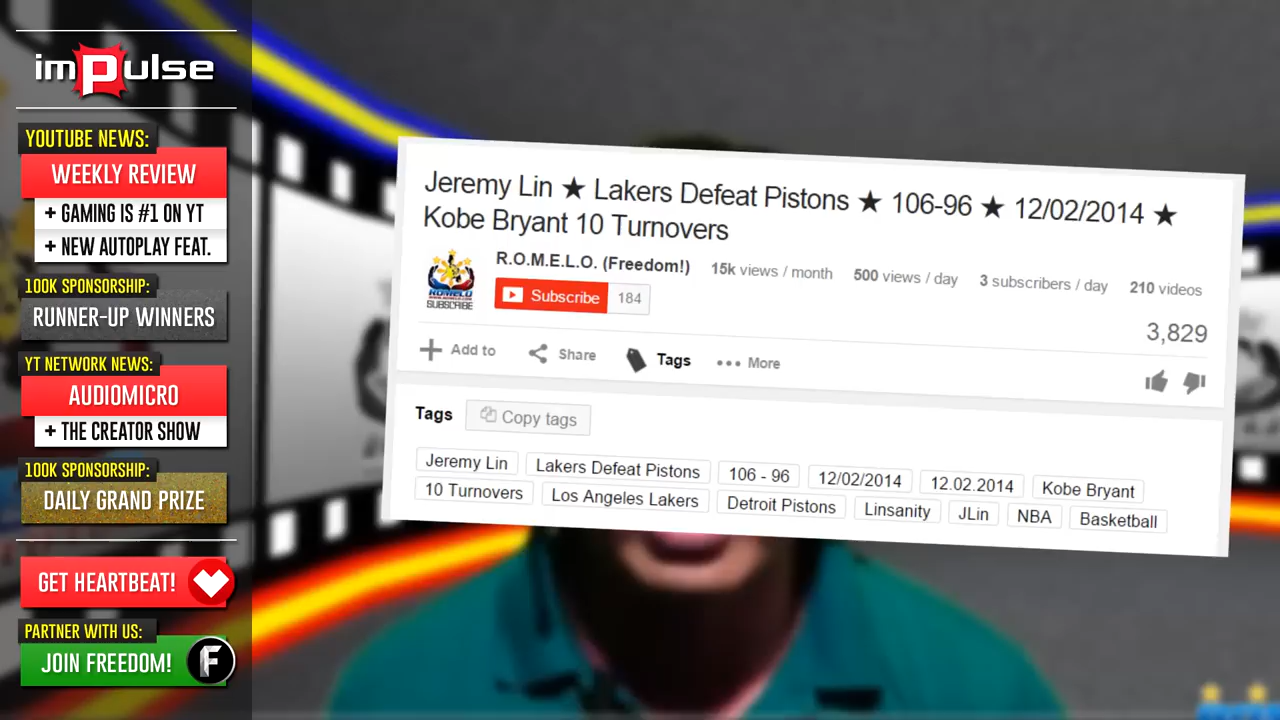 imPulse
YOUTUBE NEWS:
WEEKLY REVIEW
+ GAMING IS #1 ON YT
+ NEW AUTOPLAY FEAT.
100K SPONSORSHIP:
RUNNER-UP WINNERS
YT NETWORK NEWS:
AUDIOMICRO
+ THE CREATOR SHOW
100K SPONSORSHIP:
DAILY GRAND PRIZE
GET HEARTBEAT!
PARTNER WITH US:
JOIN FREEDOM! F
Jeremy Lin ★ Lakers Defeat Pistons ★ 106-96 ★ 12/02/2014 ★
Kobe Bryant 10 Turnovers
R.O.M.E.L.O. (Freedom!) 15k views / month 500 views / day 3 subscribers / day 210 videos
ROMELO
SUBSCRIBE
Subscribe 184
3,829
Add to Share Tags More
Tags Copy tags
Jeremy Lin Lakers Defeat Pistons 106 - 96 12/02/2014 12.02.2014 Kobe Bryant
10 Turnovers Los Angeles Lakers Detroit Pistons Linsanity JLin NBA Basketball